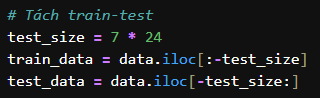 # Tách train-test
test_size = 7 * 24
train_data = data.iloc[:-test_size]
test_data = data.iloc[-test_size:]